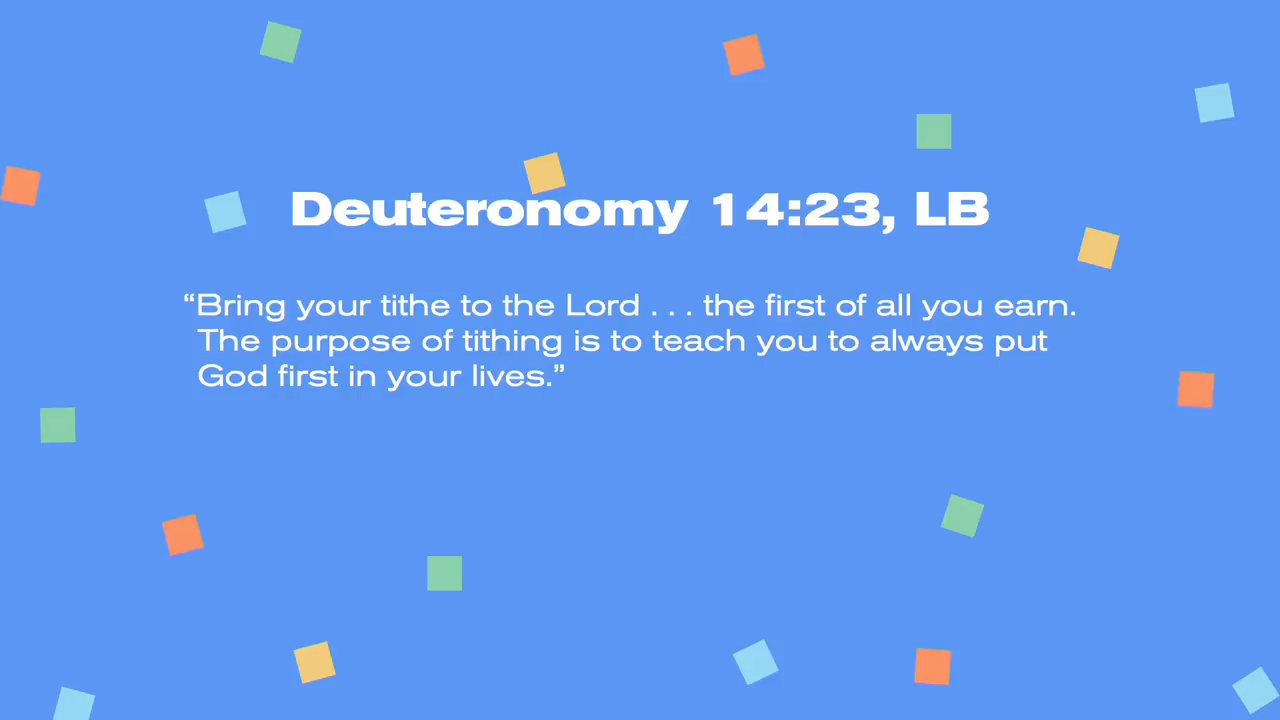 Deuteronomy 14:23, LB
“Bring your tithe to the Lord . . . the first of all you earn.
The purpose of tithing is to teach you to always put
God first in your lives.”